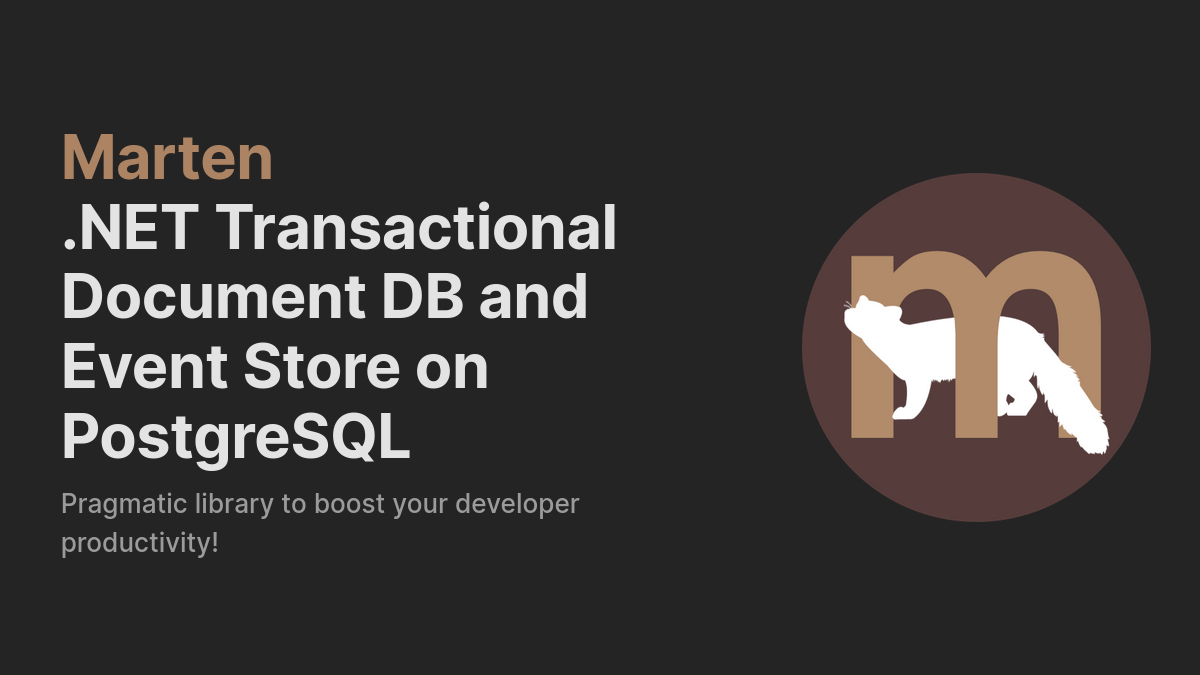 Marten
.NET Transactional
Document DB and
Event Store on
PostgreSQL
Pragmatic library to boost your developer
productivity!
m